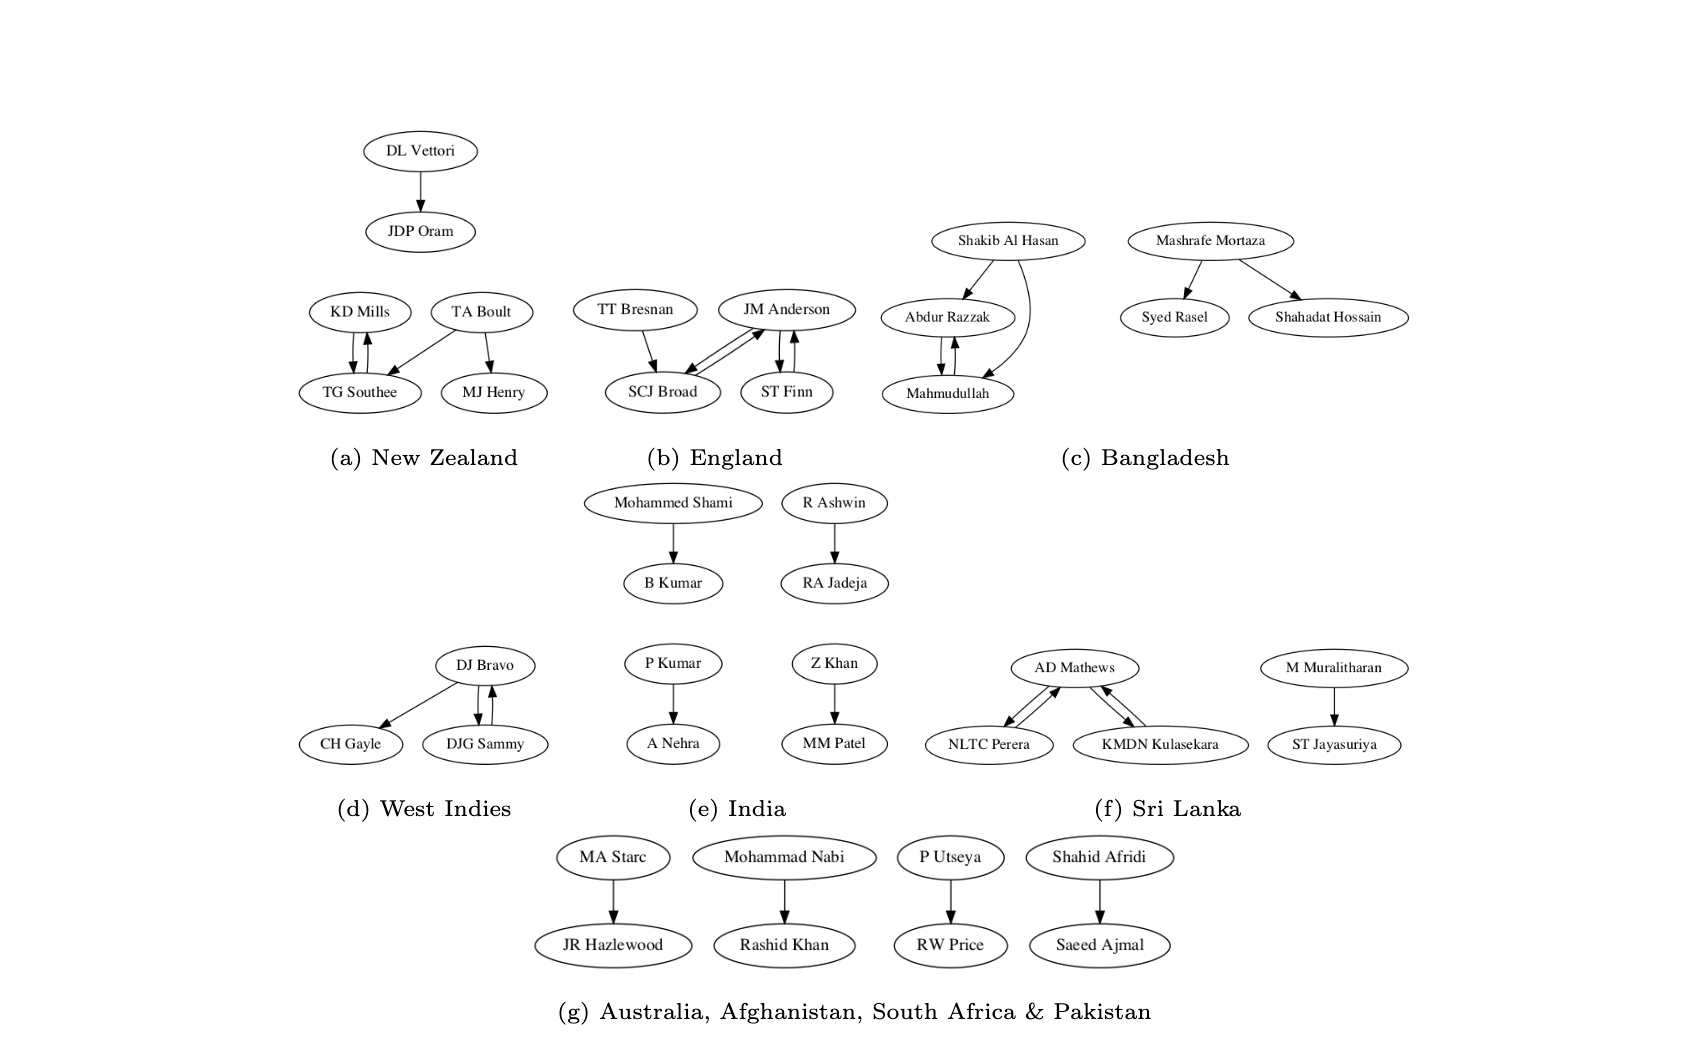 DL Vettori
JDP Oram
KD Mills
TA Boult
TG Southee
MJ Henry
(a) New Zealand
TT Bresnan
JM Anderson
SCJ Broad
ST Finn
(b) England
Shakib Al Hasan
Mashrafe Mortaza
Abdur Razzak
Syed Rasel
Shahadat Hossain
Mahmudullah
(c) Bangladesh
DJ Bravo
CH Gayle
DJG Sammy
(d) West Indies
Mohammed Shami
R Ashwin
B Kumar
RA Jadeja
P Kumar
Z Khan
A Nehra
MM Patel
(e) India
AD Mathews
M Muralitharan
NLTC Perera
KMDN Kulasekara
ST Jayasuriya
(f) Sri Lanka
MA Starc
Mohammad Nabi
P Utseya
Shahid Afridi
JR Hazlewood
Rashid Khan
RW Price
Saeed Ajmal
(g) Australia, Afghanistan, South Africa & Pakistan